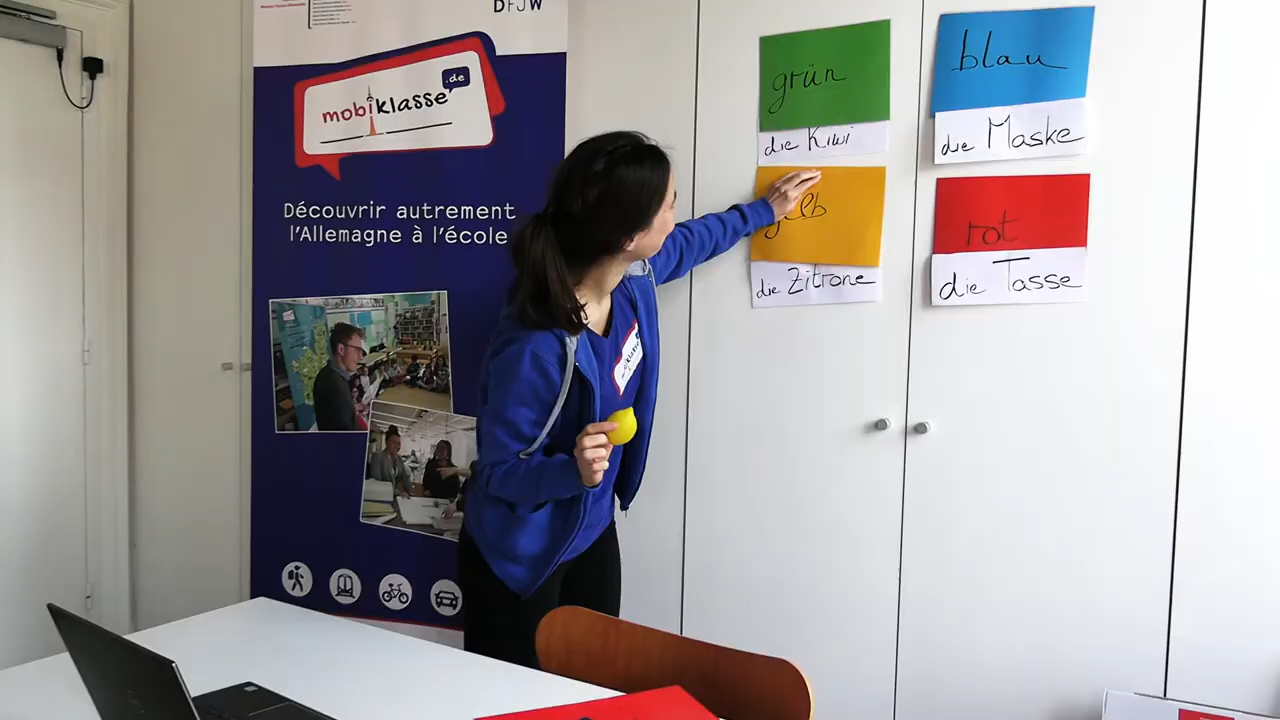 DFJW
mobiklasse
.de
Découvrir autrement
l'Allemagne à l'école
grün
die Kiwi
gelb
die Zitrone
blau
die Maske
rot
die Tasse